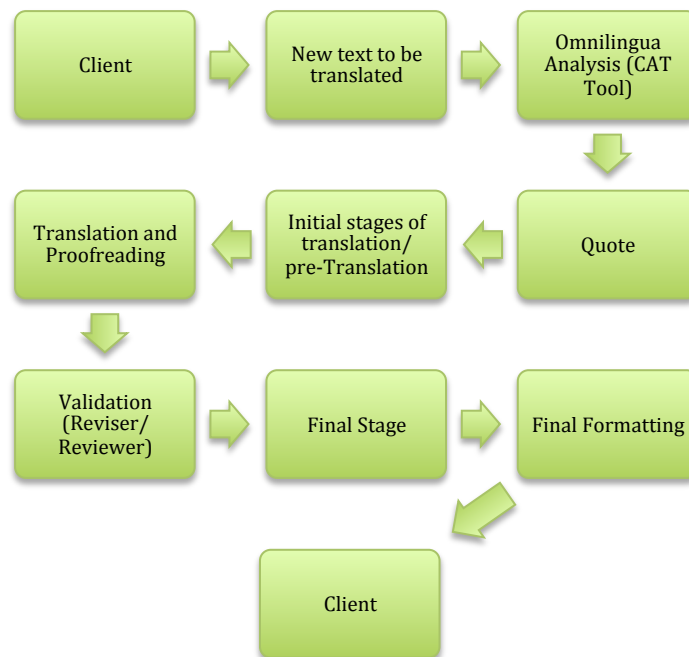 Client
New text to be
translated
Omnilingua
Analysis (CAT
Tool)
Quote
Initial stages of
translation/
pre-Translation
Translation and
Proofreading
Validation
(Reviser/
Reviewer)
Final Stage
Final Formatting
Client